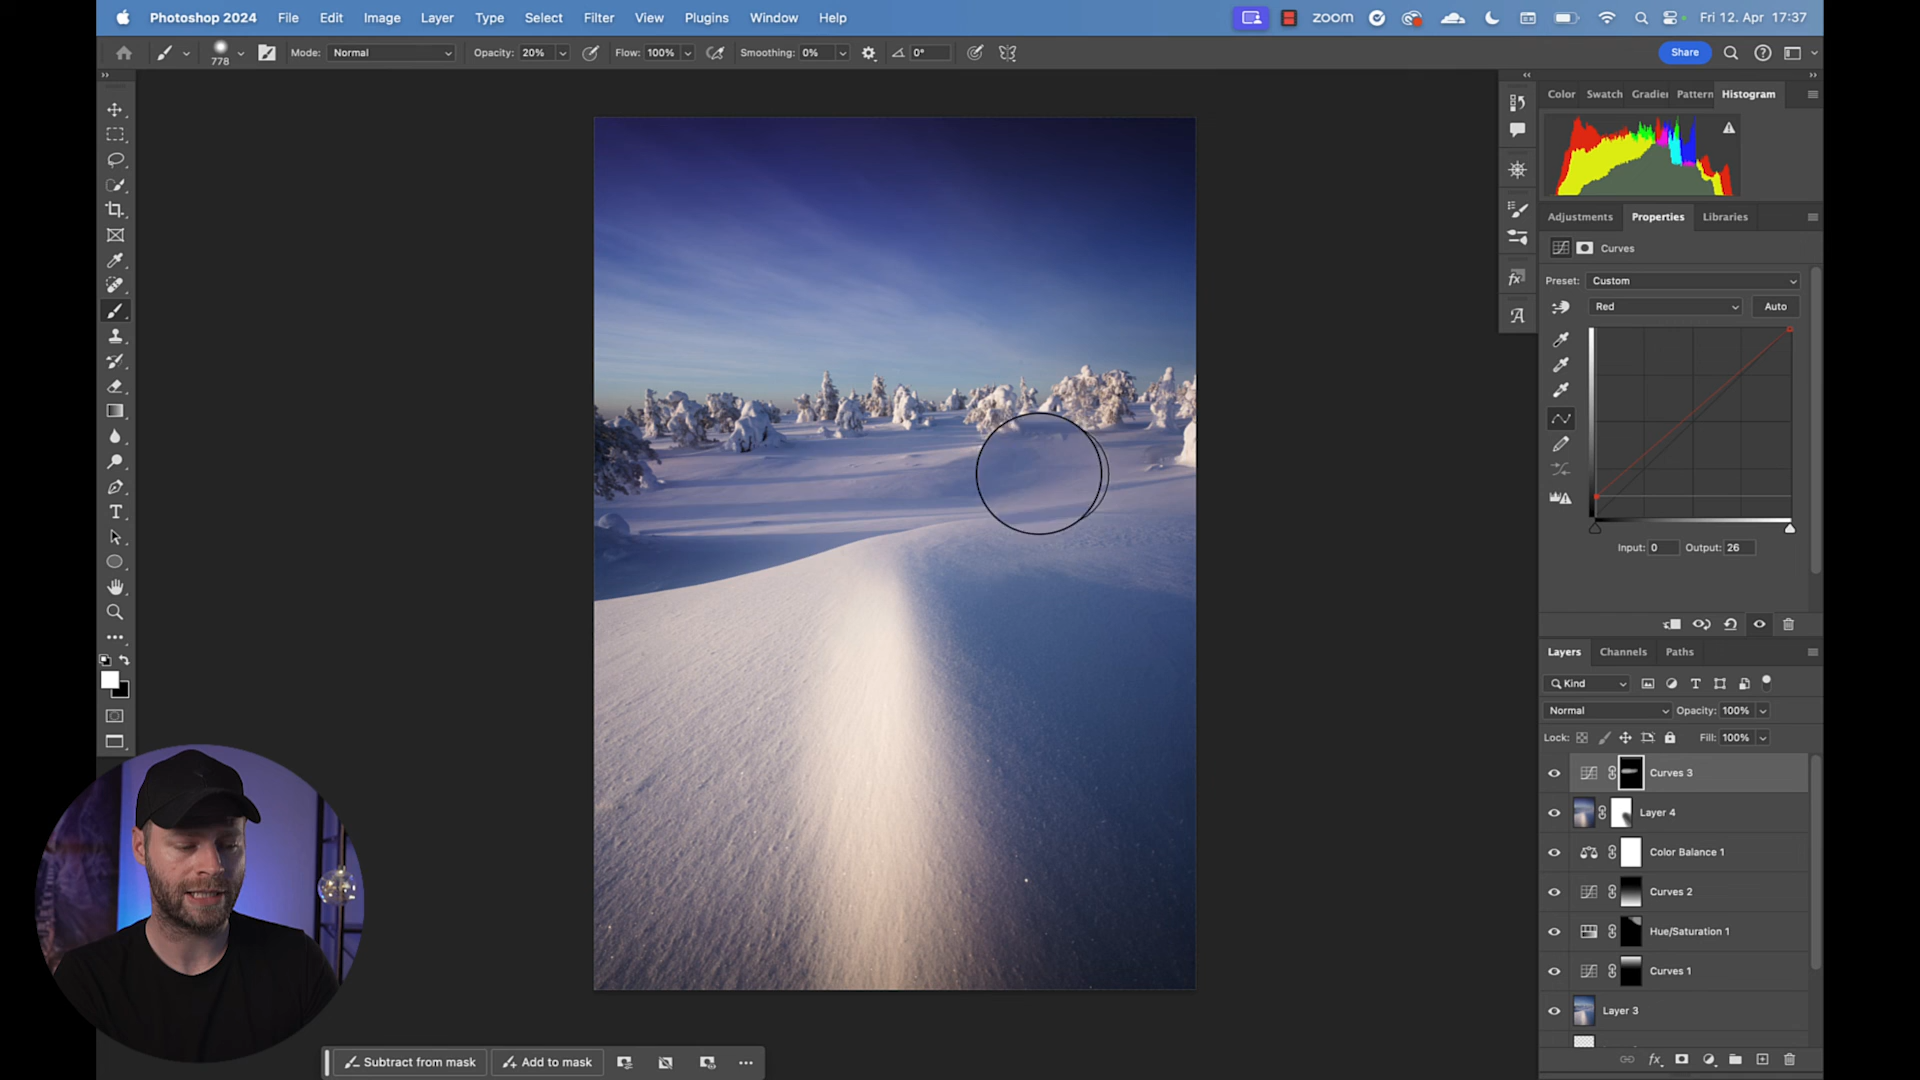 Photoshop 2024 File Edit Image Layer Type Select Filter View Plugins Window Help zoom Fri 12. Apr 17:37
778 Mode: Normal Opacity: 20% Flow: 100% Smoothing: 0% 0° Share
Color Swatch Gradier Pattern Histogram
Adjustments Properties Libraries
Curves
Preset: Custom
Red Auto
Input: 0 Output: 26
Layers Channels Paths
Kind
Normal Opacity: 100%
Lock: Fill: 100%
Curves 3
Layer 4
Color Balance 1
Curves 2
Hue/Saturation 1
Curves 1
Layer 3
Subtract from mask Add to mask